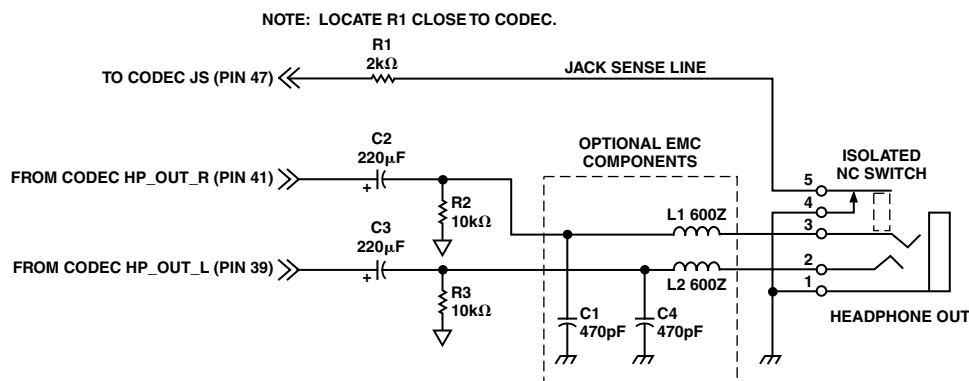 NOTE: LOCATE R1 CLOSE TO CODEC.
R1
2kΩ
TO CODEC JS (PIN 47)
JACK SENSE LINE
C2
220μF
+
FROM CODEC HP_OUT_R (PIN 41)
R2
10kΩ
OPTIONAL EMC
COMPONENTS
ISOLATED
NC SWITCH
5
4
3
L1 600Z
C3
220μF
+
FROM CODEC HP_OUT_L (PIN 39)
R3
10kΩ
L2 600Z
2
1
C1
470pF
C4
470pF
HEADPHONE OUT